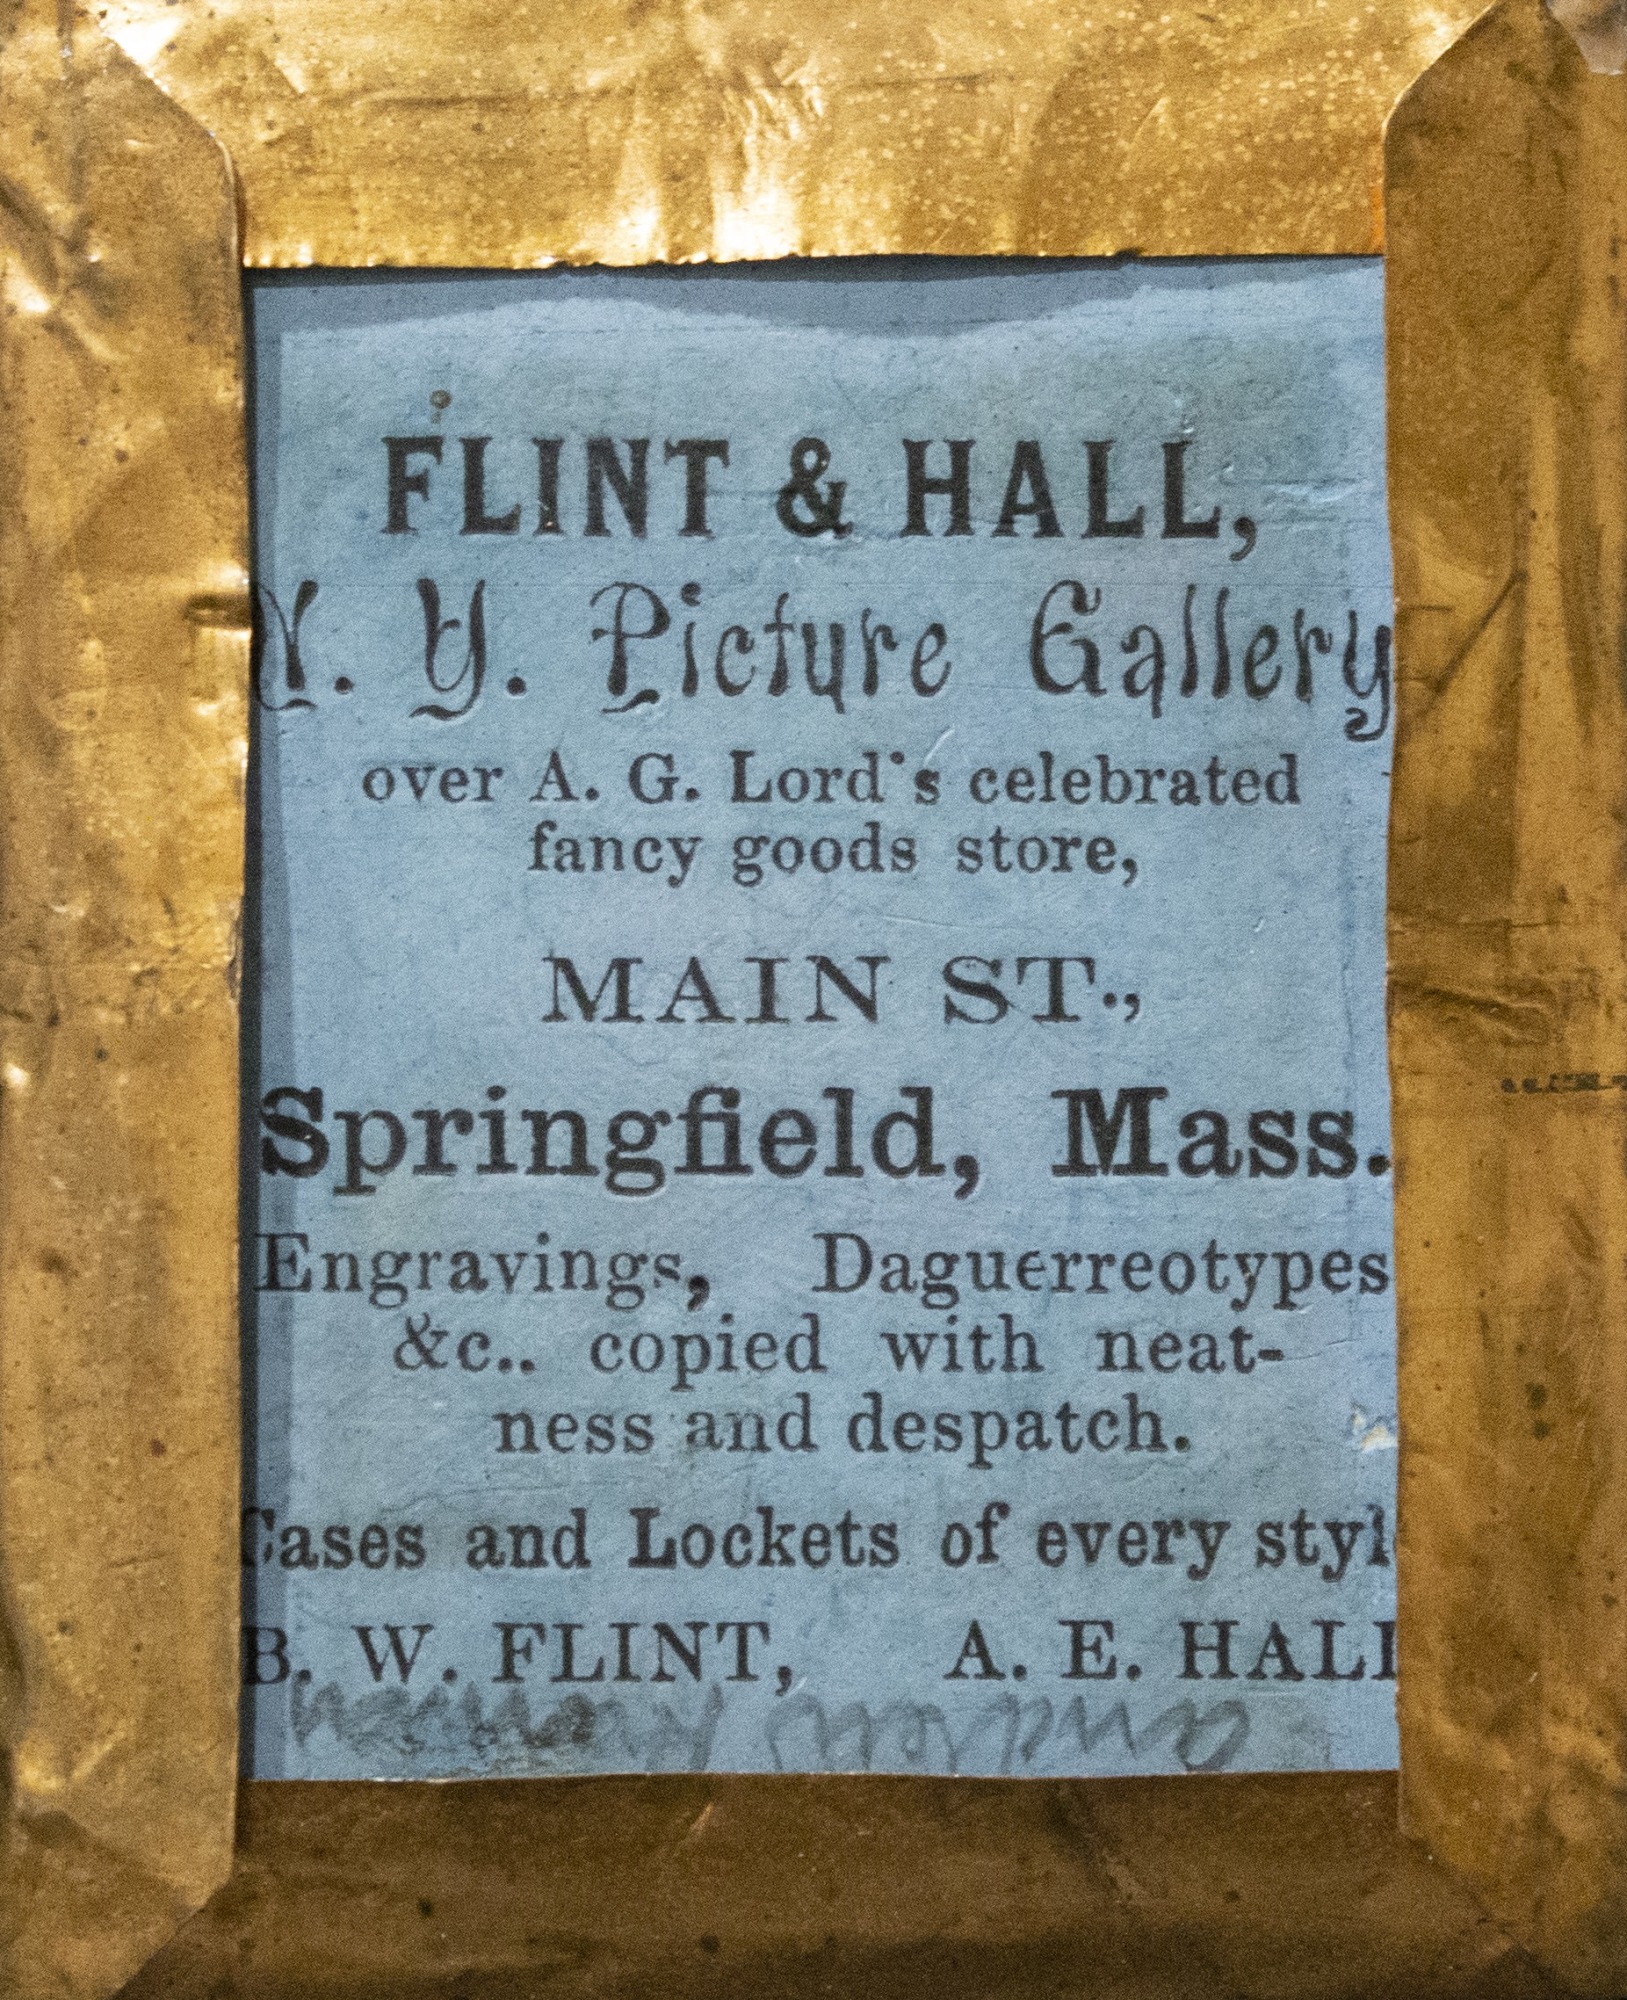 FLINT & HALL,
N. Y. Picture Gallery
over A. G. Lord's celebrated
fancy goods store,
MAIN ST.,
Springfield, Mass.
Engravings, Daguerreotypes
&c.. copied with neat-
ness and despatch.
Cases and Lockets of every styl
B. W. FLINT, A. E. HALL